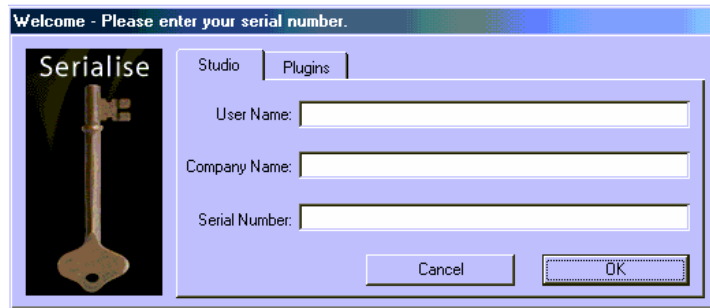 Welcome - Please enter your serial number.
Serialise
Studio
Plugins
User Name:
Company Name:
Serial Number:
Cancel
OK